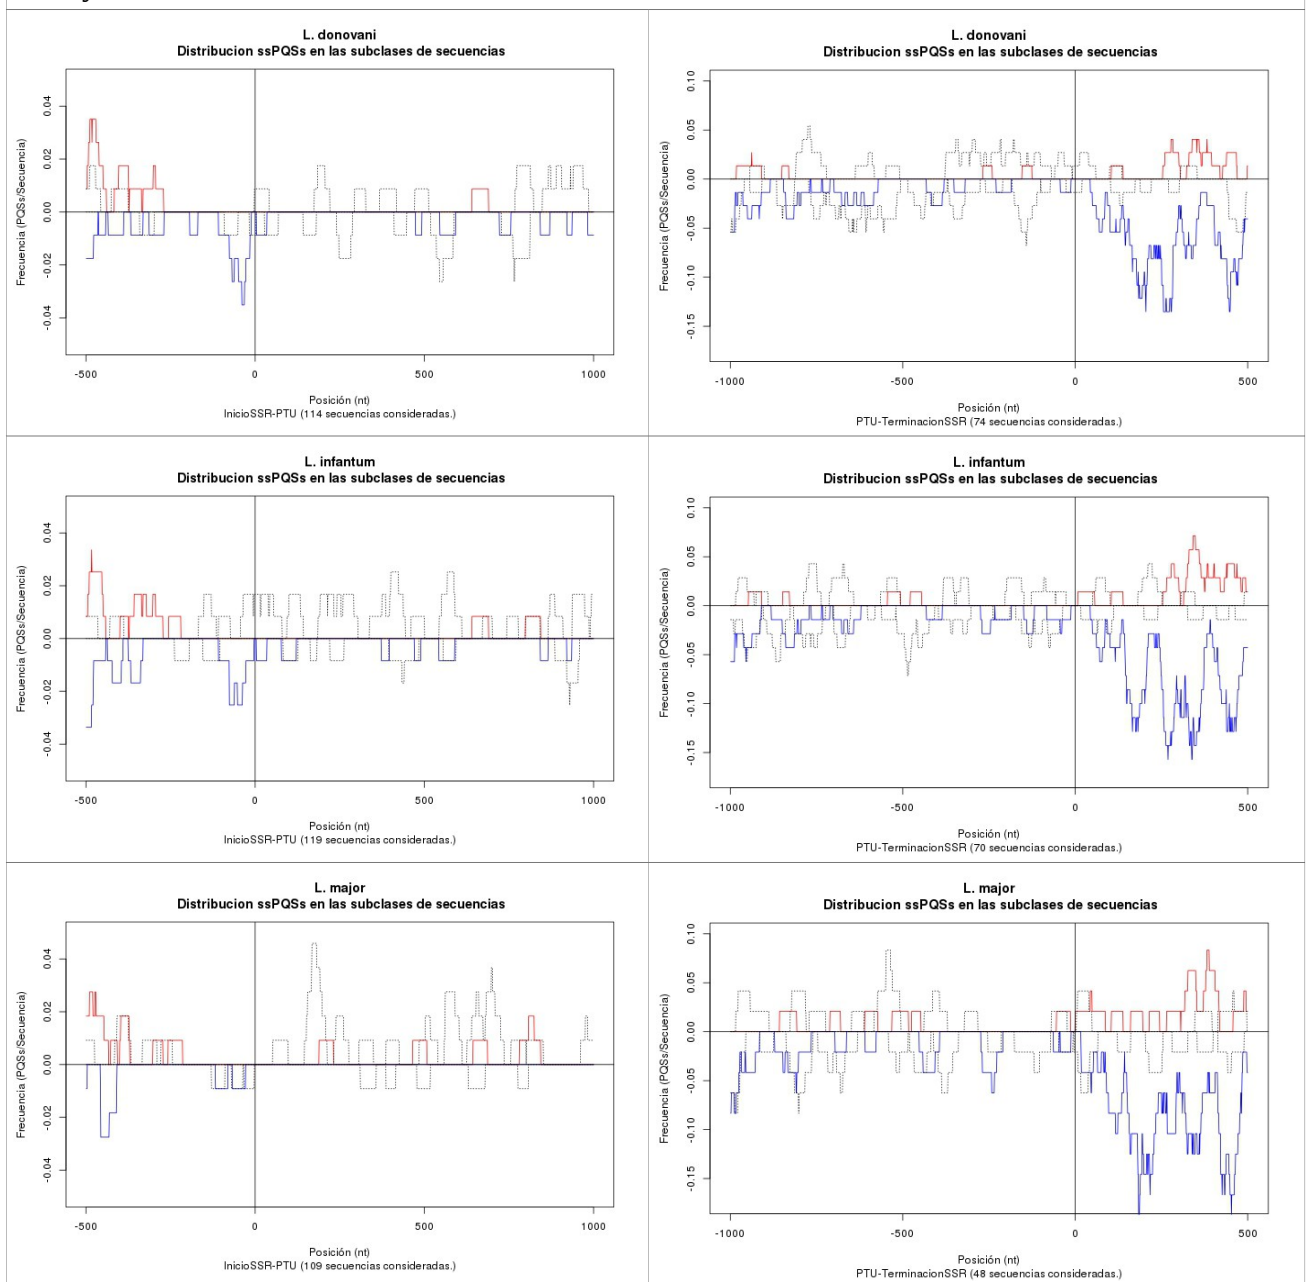 L. donovani
Distribucion ssPQSs en las subclases de secuencias
Frecuencia (PQSs/Secuencia)
0.04
0.02
0.00
-0.02
-0.04
-500
0
500
1000
Posición (nt)
InicioSSR-PTU (114 secuencias consideradas.)
L. donovani
Distribucion ssPQSs en las subclases de secuencias
Frecuencia (PQSs/Secuencia)
0.10
0.05
0.00
-0.05
-0.10
-0.15
-1000
-500
0
500
Posición (nt)
PTU-TerminacionSSR (74 secuencias consideradas.)
L. infantum
Distribucion ssPQSs en las subclases de secuencias
Frecuencia (PQSs/Secuencia)
0.04
0.02
0.00
-0.02
-0.04
-500
0
500
1000
Posición (nt)
InicioSSR-PTU (119 secuencias consideradas.)
L. infantum
Distribucion ssPQSs en las subclases de secuencias
Frecuencia (PQSs/Secuencia)
0.10
0.05
0.00
-0.05
-0.10
-0.15
-1000
-500
0
500
Posición (nt)
PTU-TerminacionSSR (70 secuencias consideradas.)
L. major
Distribucion ssPQSs en las subclases de secuencias
Frecuencia (PQSs/Secuencia)
0.04
0.02
0.00
-0.02
-0.04
-500
0
500
1000
Posición (nt)
InicioSSR-PTU (109 secuencias consideradas.)
L. major
Distribucion ssPQSs en las subclases de secuencias
Frecuencia (PQSs/Secuencia)
0.10
0.05
0.00
-0.05
-0.10
-0.15
-1000
-500
0
500
Posición (nt)
PTU-TerminacionSSR (48 secuencias consideradas.)